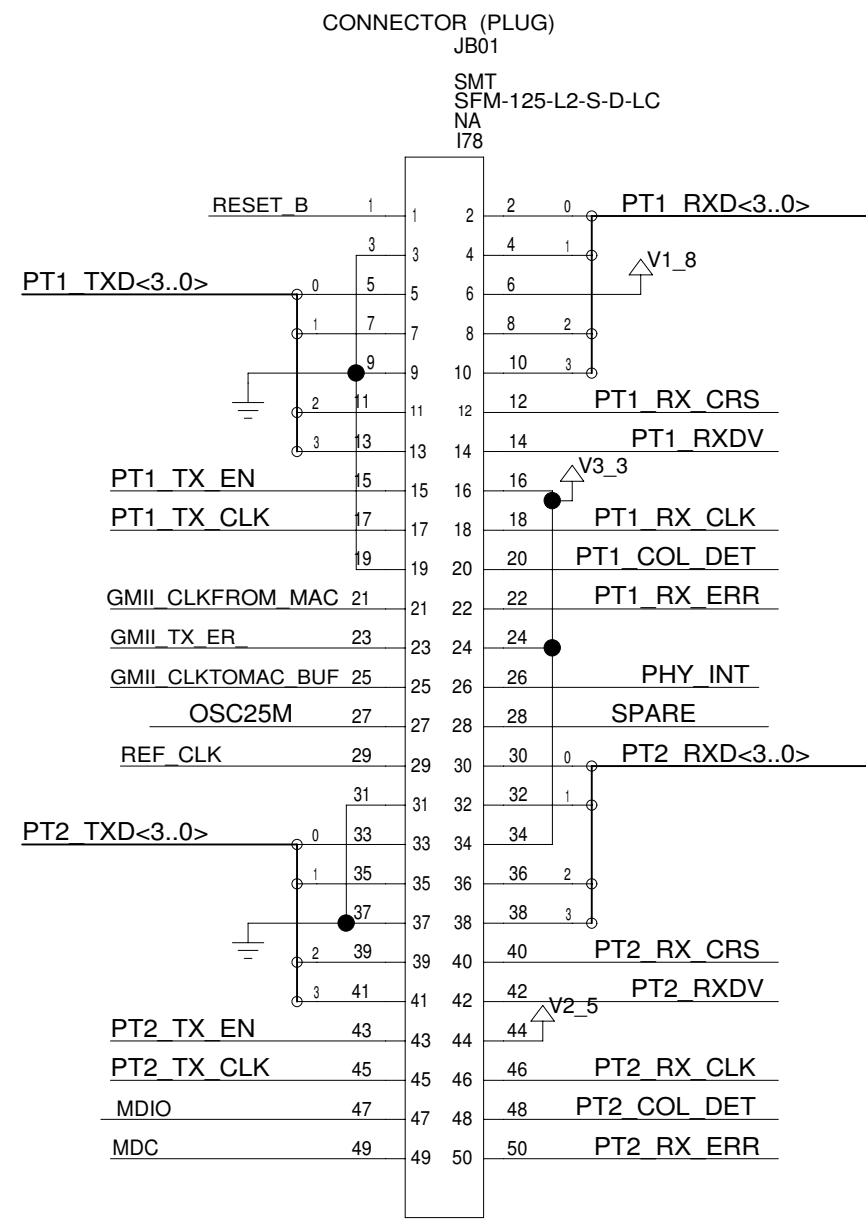 CONNECTOR (PLUG)
JB01
SMT
SFM-125-L2-S-D-LC
NA
I78
RESET_B 1 1 2 2 0 PT1_RXD<3..0>
3 3 4 4 1
V1_8
PT1_TXD<3..0> 0 5 5 6 6
1 7 7 8 8 2
9 9 10 10 3
2 11 11 12 12 PT1_RX_CRS
3 13 13 14 14 PT1_RXDV
V3_3
PT1_TX_EN 15 15 16 16
PT1_TX_CLK 17 17 18 18 PT1_RX_CLK
19 19 20 20 PT1_COL_DET
GMII_CLKFROM_MAC 21 21 22 22 PT1_RX_ERR
GMII_TX_ER_ 23 23 24 24
GMII_CLKTOMAC_BUF 25 25 26 26 PHY_INT
OSC25M 27 27 28 28 SPARE
REF_CLK 29 29 30 30 0 PT2_RXD<3..0>
31 31 32 32 1
PT2_TXD<3..0> 0 33 33 34 34
1 35 35 36 36 2
37 37 38 38 3
2 39 39 40 40 PT2_RX_CRS
3 41 41 42 42 PT2_RXDV
V2_5
PT2_TX_EN 43 43 44 44
PT2_TX_CLK 45 45 46 46 PT2_RX_CLK
MDIO 47 47 48 48 PT2_COL_DET
MDC 49 49 50 50 PT2_RX_ERR